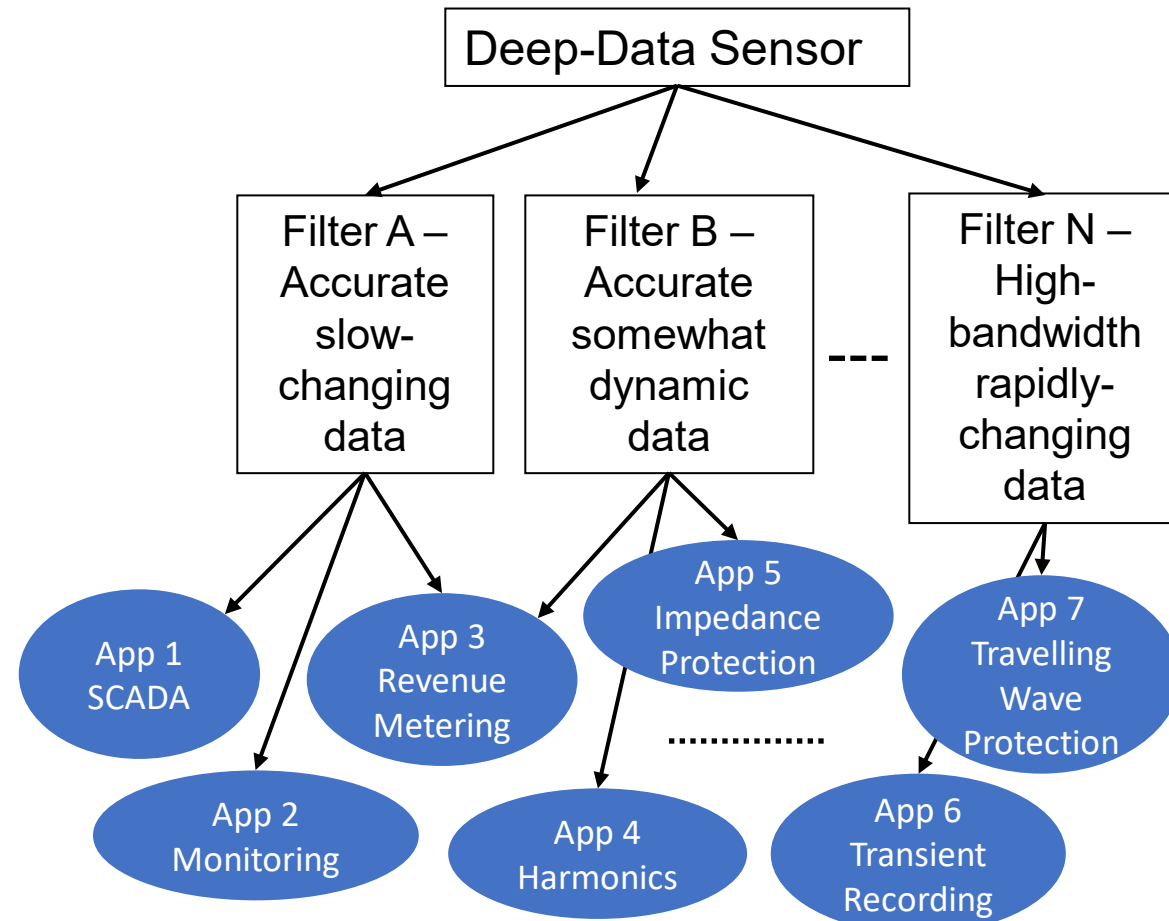 Deep-Data Sensor
Filter A –
Accurate
slow-
changing
data
Filter B –
Accurate
somewhat
dynamic
data
Filter N –
High-
bandwidth
rapidly-
changing
data
App 1
SCADA
App 2
Monitoring
App 3
Revenue
Metering
App 4
Harmonics
App 5
Impedance
Protection
App 6
Transient
Recording
App 7
Travelling
Wave
Protection